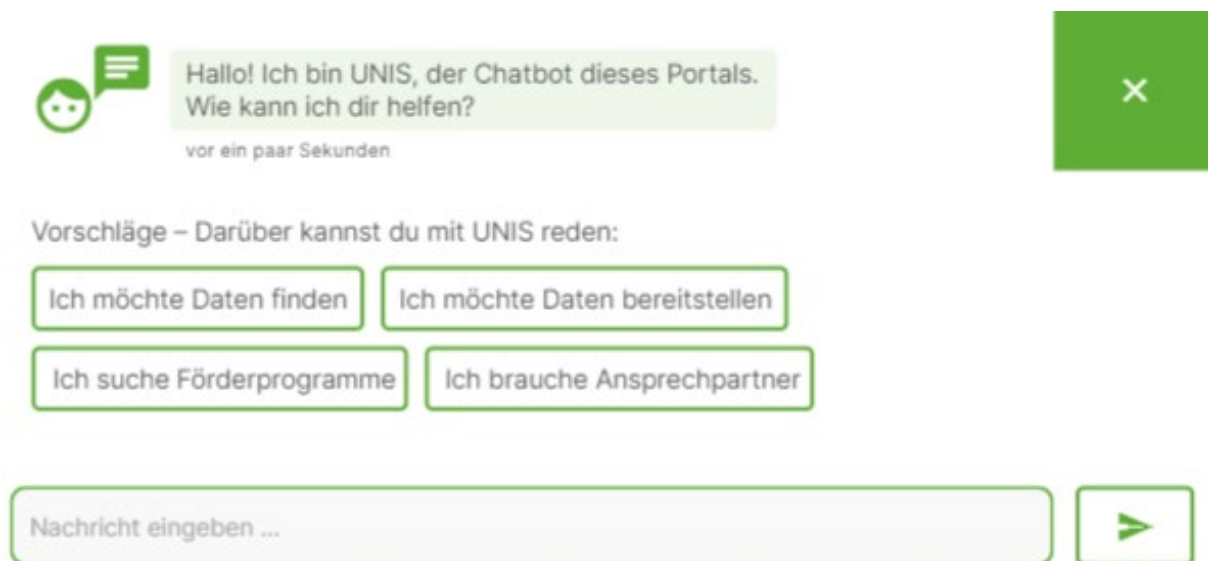 Hallo! Ich bin UNIS, der Chatbot dieses Portals.
Wie kann ich dir helfen?
vor ein paar Sekunden
Vorschläge – Darüber kannst du mit UNIS reden:
Ich möchte Daten finden
Ich möchte Daten bereitstellen
Ich suche Förderprogramme
Ich brauche Ansprechpartner
Nachricht eingeben ...